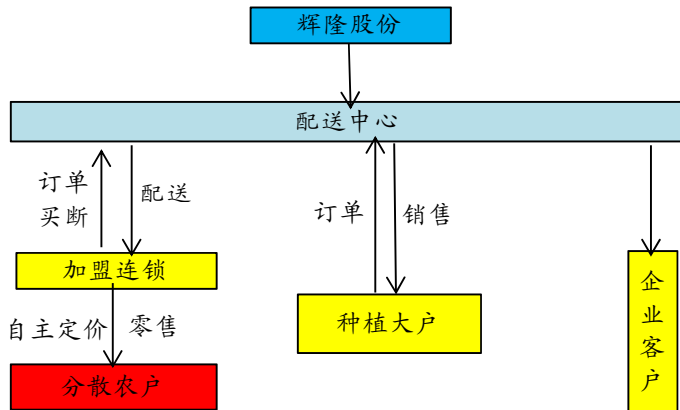 辉隆股份
配送中心
订单
买断
配送
订单
销售
加盟连锁
种植大户
企
业
客
户
自主定价
零售
分散农户